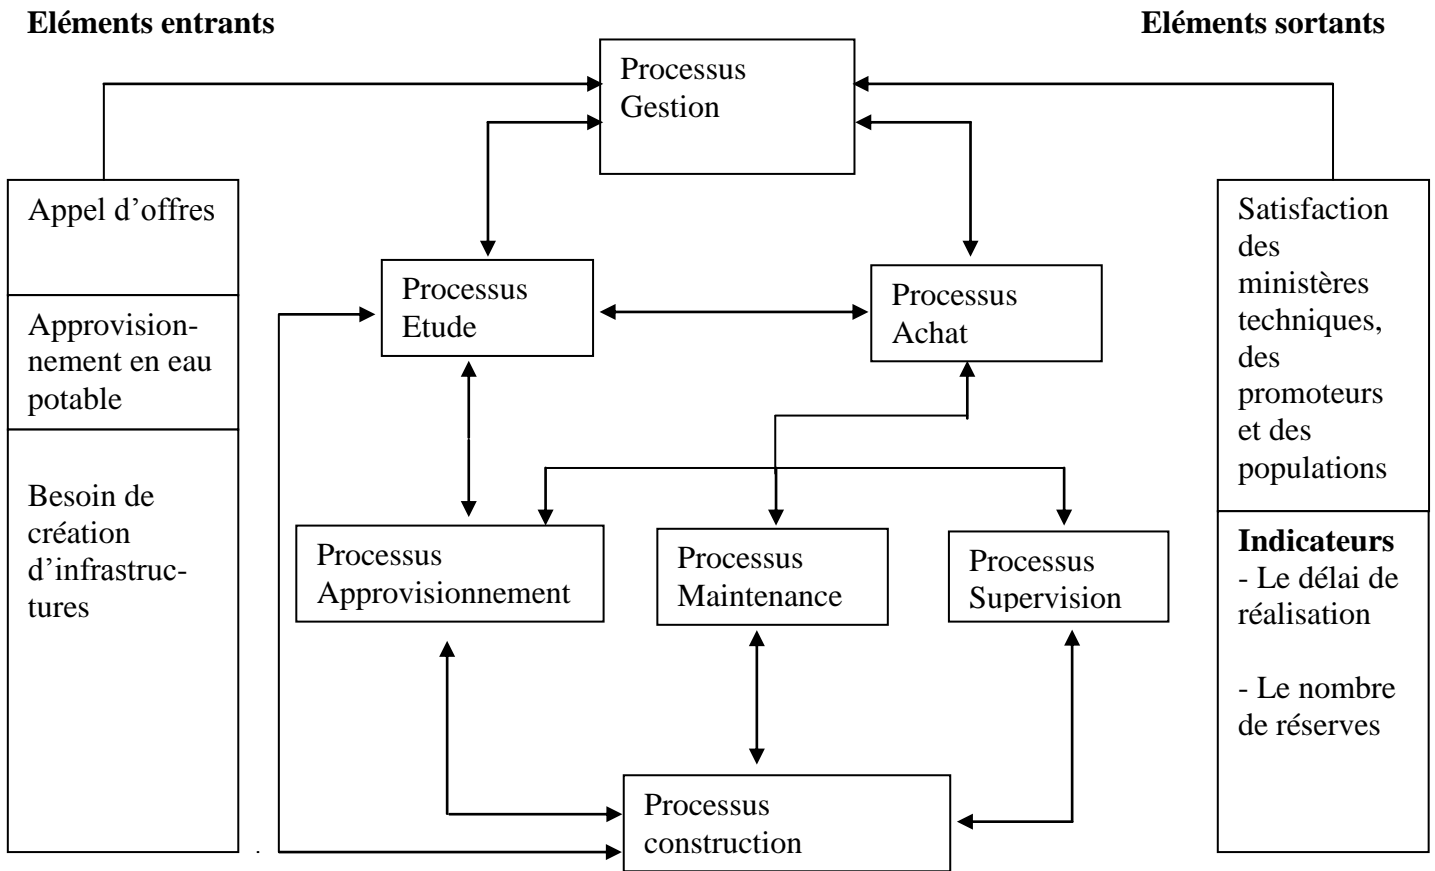 Eléments entrants
Eléments sortants
Processus
Gestion
Appel d’offres
Approvision-
nement en eau
potable
Besoin de
création
d’infrastruc-
tures
Processus
Etude
Processus
Achat
Processus
Approvisionnement
Processus
Maintenance
Processus
Supervision
Processus
construction
Satisfaction
des
ministères
techniques,
des
promoteurs
et des
populations
Indicateurs
- Le délai de
réalisation
- Le nombre
de réserves